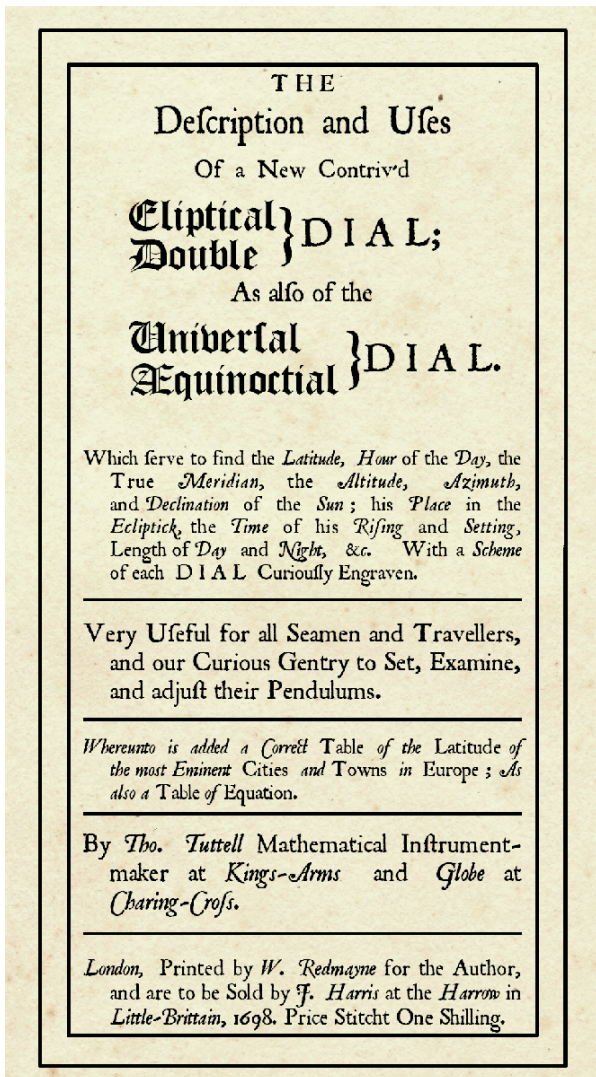 THE
Deſcription and Uſes
Of a New Contriv'd
Eliptical
Double } DIAL;
As alſo of the
Univerſal
Æquinoctial } DIAL.
Which ſerve to find the Latitude, Hour of the Day, the
True Meridian, the Altitude, Azimuth,
and Declination of the Sun; his Place in the
Ecliptick, the Time of his Riſing and Setting,
Length of Day and Night, &c. With a Scheme
of each DIAL Curiouſly Engraven.
Very Uſeful for all Seamen and Travellers,
and our Curious Gentry to Set, Examine,
and adjuſt their Pendulums.
Whereunto is added a Correct Table of the Latitude of
the most Eminent Cities and Towns in Europe; As
also a Table of Equation.
By Tho. Tuttell Mathematical Inſtrument-
maker at Kings-Arms and Globe at
Charing-Croſs.
London, Printed by W. Redmayne for the Author,
and are to be Sold by J. Harris at the Harrow in
Little-Brittain, 1698. Price Stitcht One Shilling.